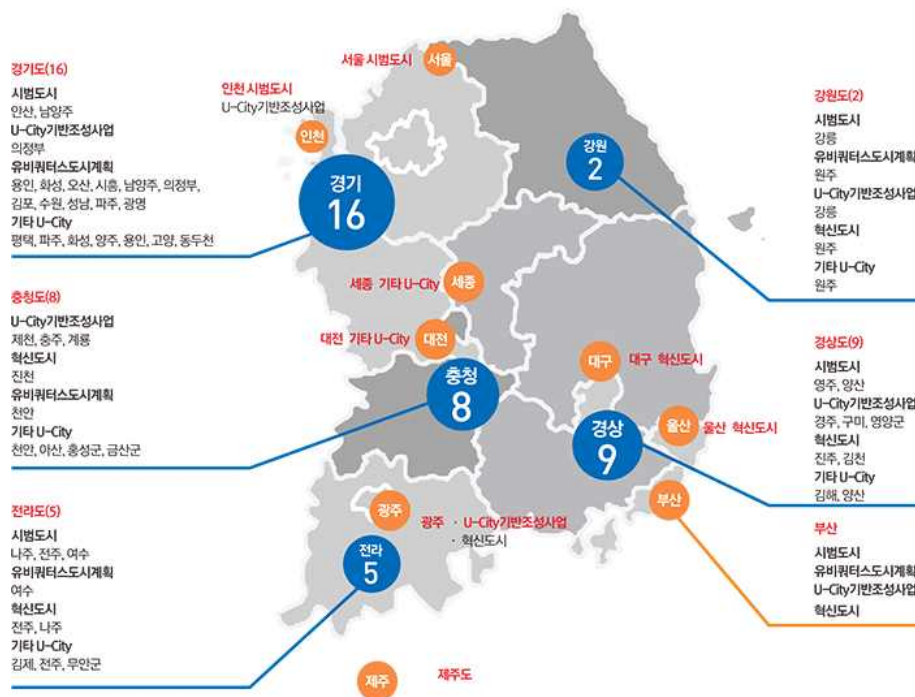 경기도(16)
시범도시
안산, 남양주
U-City기반조성사업
의정부
유비쿼터스도시계획
용인, 화성, 오산, 시흥, 남양주, 의정부,
김포, 수원, 성남, 파주, 광명
기타 U-City
평택, 파주, 화성, 양주, 용인, 고양, 동두천
충청도(8)
U-City기반조성사업
제천, 충주, 계룡
혁신도시
진천
유비쿼터스도시계획
천안
기타 U-City
천안, 아산, 홍성군, 금산군
전라도(5)
시범도시
나주, 전주, 여수
유비쿼터스도시계획
여수
혁신도시
전주, 나주
기타 U-City
김제, 전주, 무안군
서울 시범도시
서울
인천 시범도시
U-City기반조성사업
인천
경기
16
강원
2
세종 기타 U-City
세종
대전 기타 U-City
대전
충청
8
대구
대구 혁신도시
경상
9
울산
울산 혁신도시
부산
광주
광주 · U-City기반조성사업
· 혁신도시
전라
5
제주
제주도
강원도(2)
시범도시
강릉
유비쿼터스도시계획
원주
U-City기반조성사업
강릉
혁신도시
원주
기타 U-City
원주
경상도(9)
시범도시
영주, 양산
U-City기반조성사업
경주, 구미, 영양군
혁신도시
진주, 김천
기타 U-City
김해, 양산
부산
시범도시
유비쿼터스도시계획
U-City기반조성사업
혁신도시